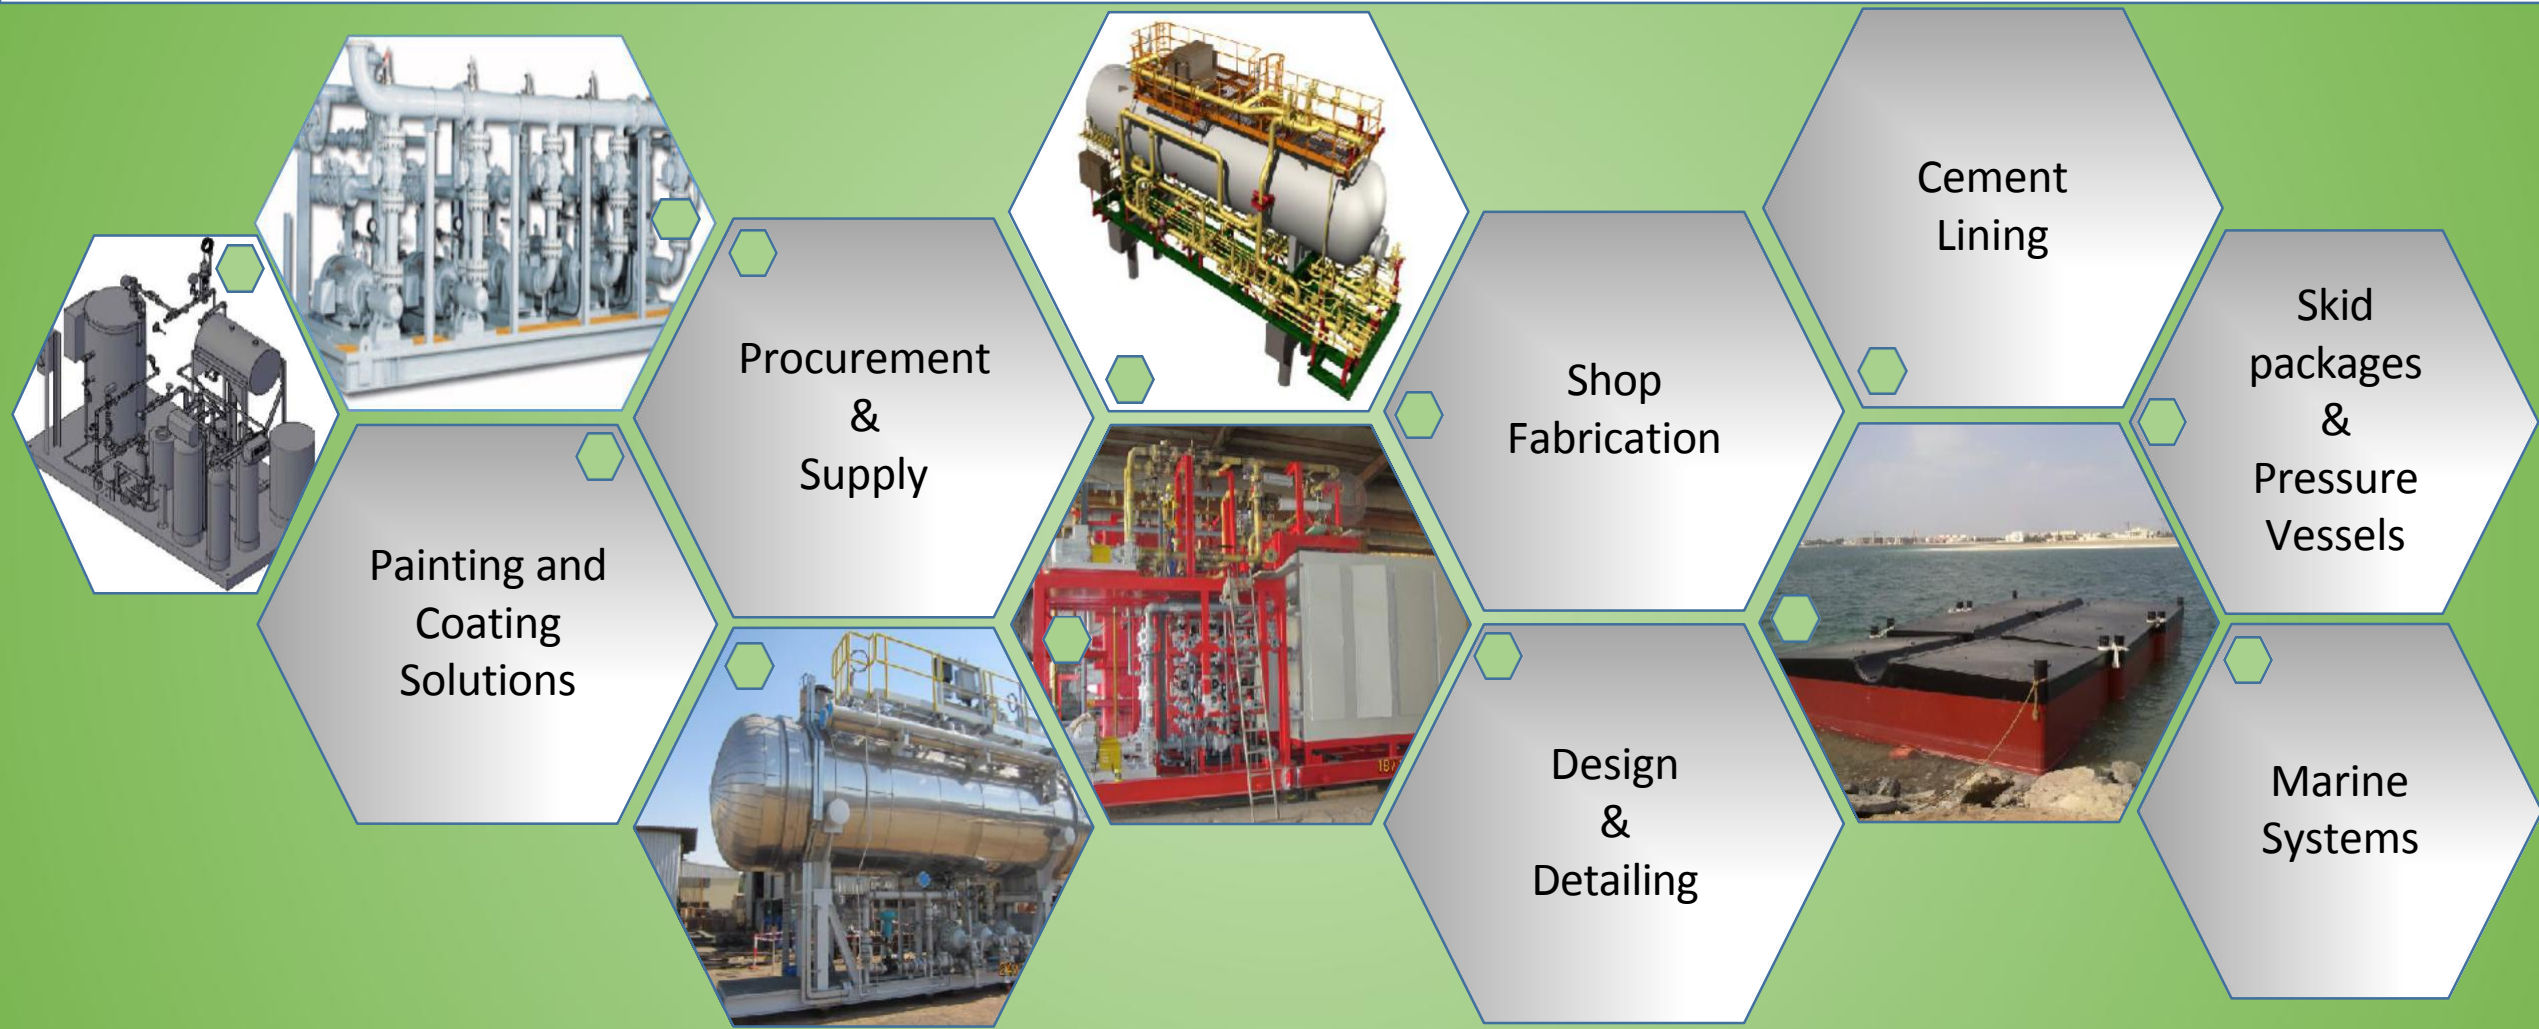 Cement
Lining
Skid
packages
&
Pressure
Vessels
Procurement
&
Supply
Shop
Fabrication
Painting and
Coating
Solutions
Design
&
Detailing
Marine
Systems